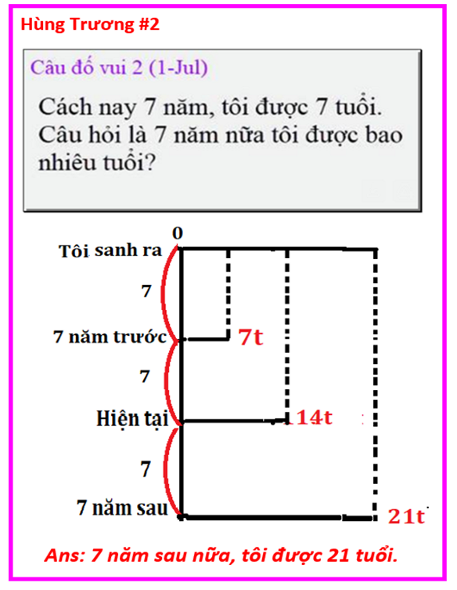 Hùng Trương #2
Câu đố vui 2 (1-Jul)
Cách nay 7 năm, tôi được 7 tuổi.
Câu hỏi là 7 năm nữa tôi được bao
nhiêu tuổi?
0
Tôi sanh ra
7
7 năm trước
7t
7
Hiện tại
14t
7
7 năm sau
21t
Ans: 7 năm sau nữa, tôi được 21 tuổi.